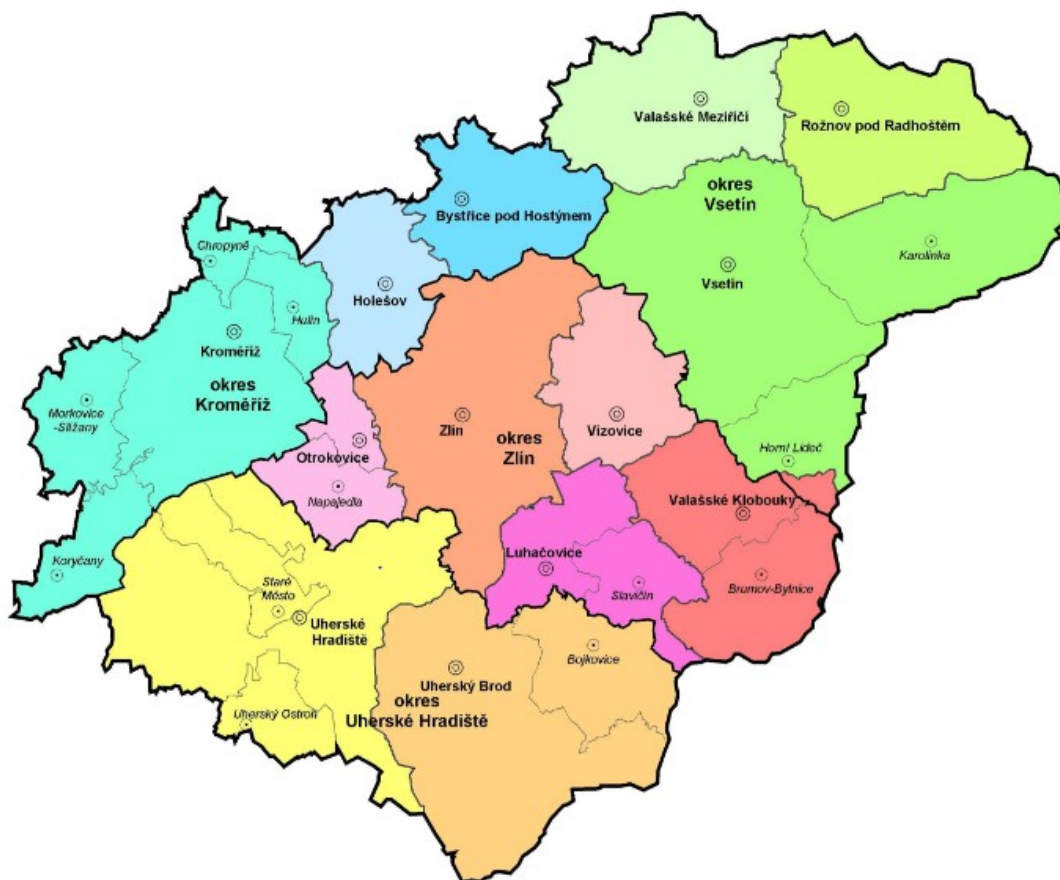 Valašské Meziříčí
Rožnov pod Radhoštěm
okres
Vsetín
Bystřice pod Hostýnem
Chropyně
Karolinka
Vsetín
Holešov
Hulín
Kroměříž
okres
Kroměříž
Morkovice
-Slížany
Zlín
Vizovice
okres
Zlín
Otrokovice
Horní Lideč
Napajedla
Valašské Klobouky
Luhačovice
Koryčany
Slavičín
Brumov-Bylnice
Staré
Město
Uherské
Hradiště
Bojkovice
Uherský Brod
okres
Uherské Hradiště
Uherský Ostroh